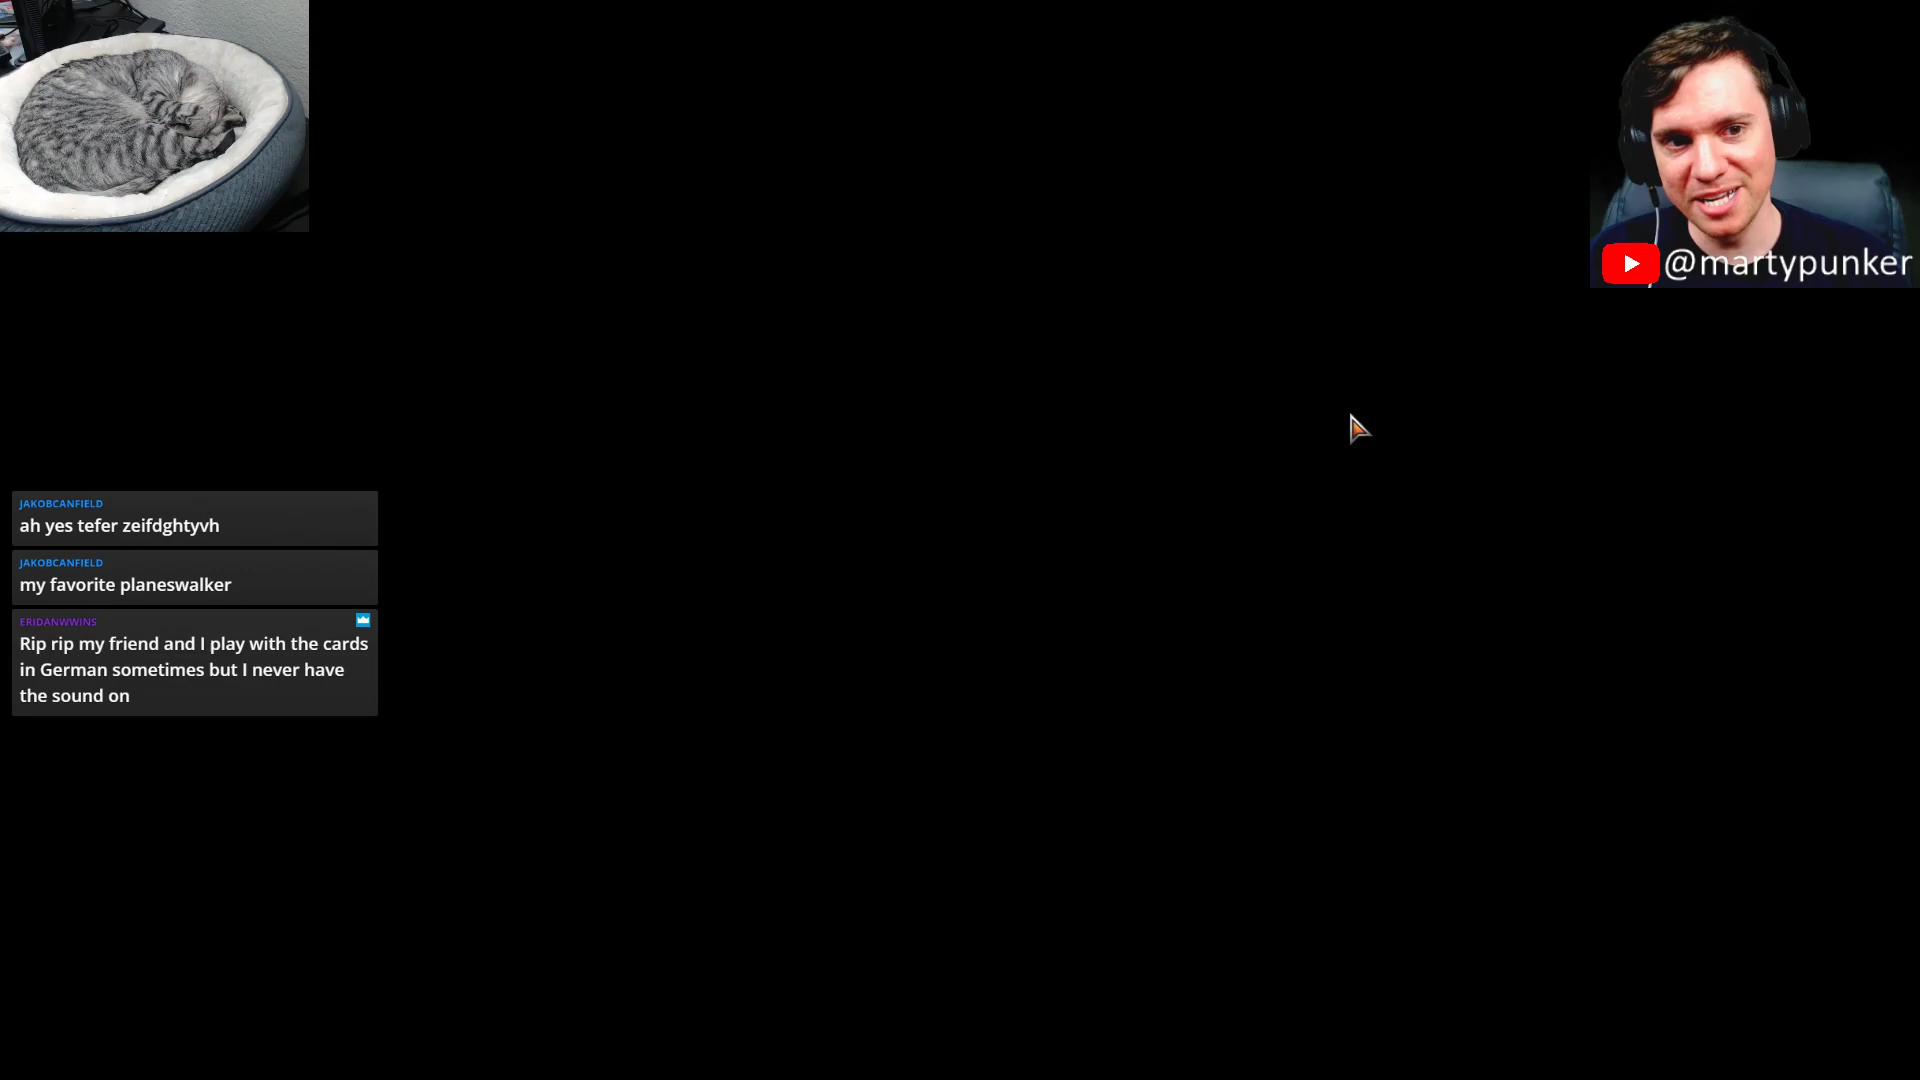 @martypunker
JAKOBCANFIELD
ah yes tefer zeifdghtyvh
JAKOBCANFIELD
my favorite planeswalker
ERIDANWWINS
Rip rip my friend and I play with the cards
in German sometimes but I never have
the sound on